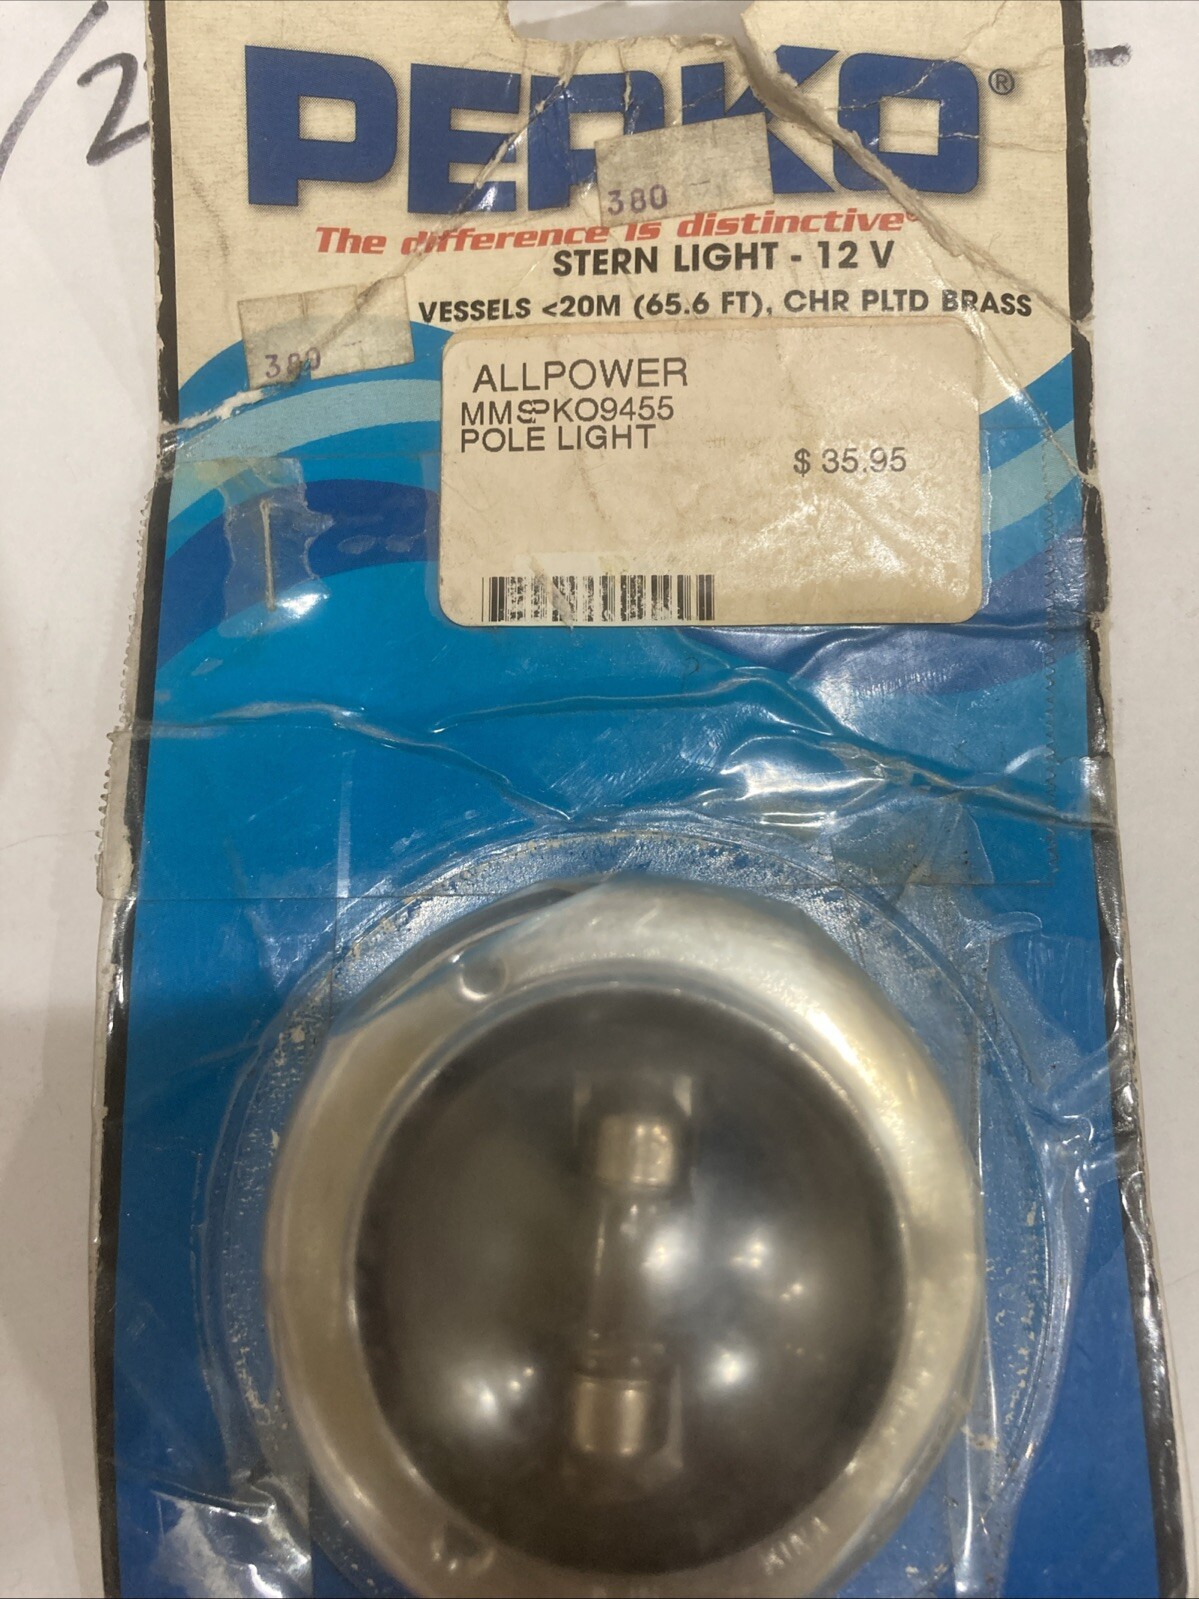 /2
PERKO®
380
The difference is distinctive®
STERN LIGHT - 12 V
VESSELS <20M (65.6 FT), CHR PLTD BRASS
380
ALLPOWER
MMSPKO9455
POLE LIGHT
$ 35.95